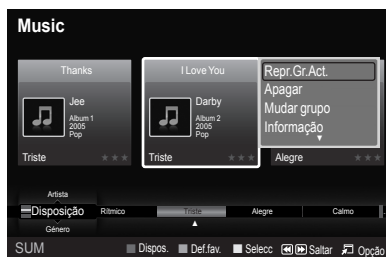 Music
Thanks
Jee
Album 1
2005
Pop
Triste
I Love You
Darby
Album 2
2005
Pop
Triste
Repr.Gr.Act.
Apagar
Mudar grupo
Informação
Alegre
Artista
Disposição
Género
Rítmico Triste Alegre Calmo
SUM Dispos. Def.fav. Selecc Saltar Opção